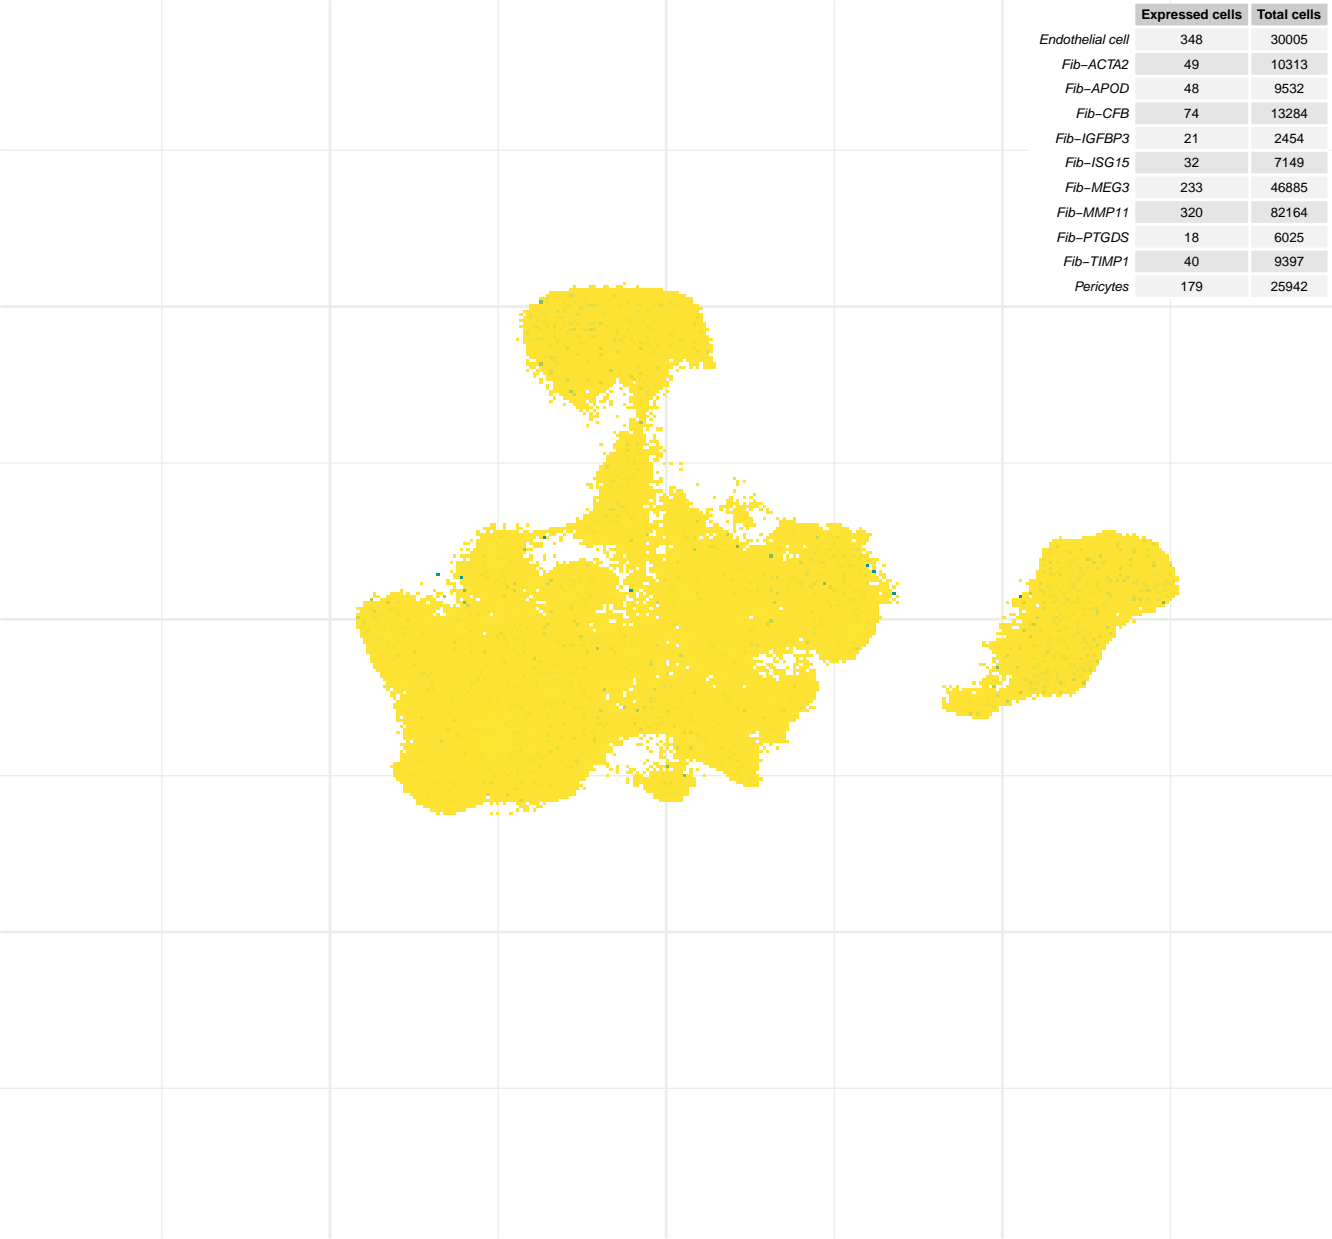 Expressed cells Total cells
Endothelial cell 348 30005
Fib−ACTA2 49 10313
Fib−APOD 48 9532
Fib−CFB 74 13284
Fib−IGFBP3 21 2454
Fib−ISG15 32 7149
Fib−MEG3 233 46885
Fib−MMP11 320 82164
Fib−PTGDS 18 6025
Fib−TIMP1 40 9397
Pericytes 179 25942